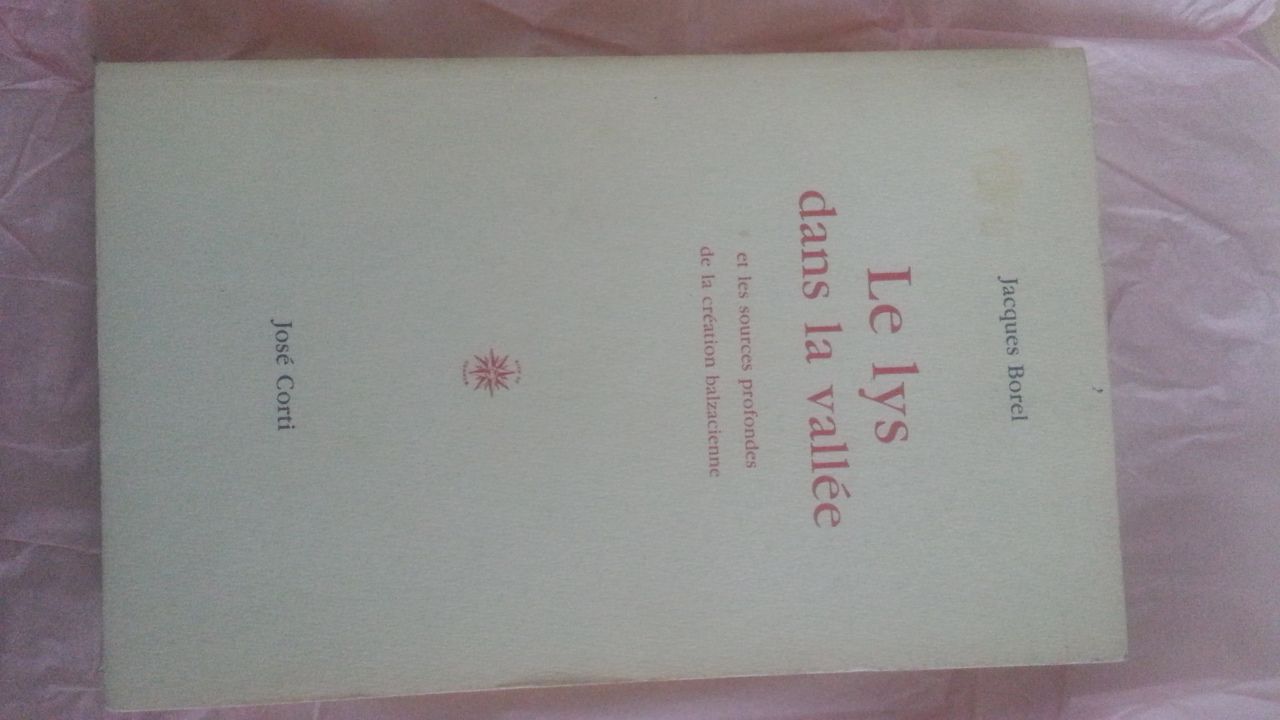 Jacques Borel
Le lys
dans la vallée
et les sources profondes
de la création balzacienne
José Corti